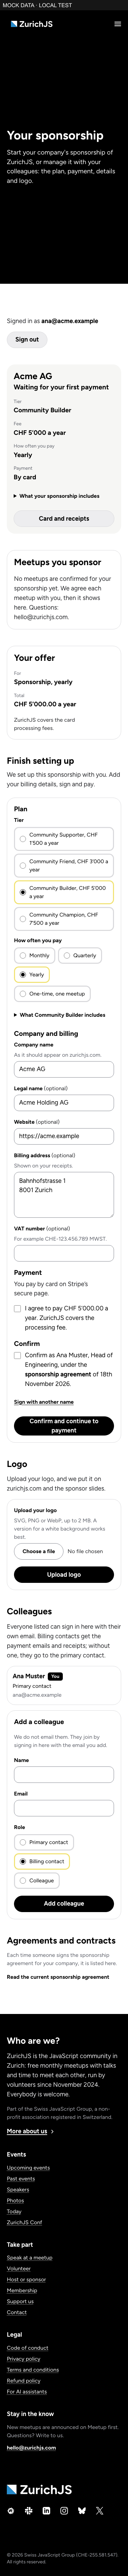 MOCK DATA · LOCAL TEST
ZurichJS
Your sponsorship
Start your company's sponsorship of
ZurichJS, or manage it with your
colleagues: the plan, payment, details
and logo.
Signed in as ana@acme.example
Sign out
Acme AG
Waiting for your first payment
Tier
Community Builder
Fee
CHF 5'000 a year
How often you pay
Yearly
Payment
By card
What your sponsorship includes
Card and receipts
Meetups you sponsor
No meetups are confirmed for your
sponsorship yet. We agree each
meetup with you, then it shows
here. Questions:
hello@zurichjs.com.
Your offer
For
Sponsorship, yearly
Total
CHF 5'000.00 a year
ZurichJS covers the card
processing fees.
Finish setting up
We set up this sponsorship with you. Add
your billing details, sign and pay.
Plan
Tier
Community Supporter, CHF
1'500 a year
Community Friend, CHF 3'000 a
year
Community Builder, CHF 5'000
a year
Community Champion, CHF
7'500 a year
How often you pay
Monthly
Quarterly
Yearly
One-time, one meetup
What Community Builder includes
Company and billing
Company name
As it should appear on zurichjs.com.
Acme AG
Legal name (optional)
Acme Holding AG
Website (optional)
https://acme.example
Billing address (optional)
Shown on your receipts.
Bahnhofstrasse 1
8001 Zurich
VAT number (optional)
For example CHE-123.456.789 MWST.
Payment
You pay by card on Stripe's
secure page.
I agree to pay CHF 5'000.00 a
year. ZurichJS covers the
processing fee.
Confirm
Confirm as Ana Muster, Head of
Engineering, under the
sponsorship agreement of 18th
November 2026.
Sign with another name
Confirm and continue to
payment
Logo
Upload your logo, and we put it on
zurichjs.com and the sponsor slides.
Upload your logo
SVG, PNG or WebP, up to 2 MB. A
version for a white background works
best.
Choose a file
No file chosen
Upload logo
Colleagues
Everyone listed can sign in here with their
own email. Billing contacts get the
payment emails and receipts; without
one, they go to the primary contact.
Ana Muster You
Primary contact
ana@acme.example
Add a colleague
We do not email them. They join by
signing in here with the email you add.
Name
Email
Role
Primary contact
Billing contact
Colleague
Add colleague
Agreements and contracts
Each time someone signs the sponsorship
agreement for your company, it is listed here.
Read the current sponsorship agreement
Who are we?
ZurichJS is the JavaScript community in
Zurich: free monthly meetups with talks
and time to meet each other, run by
volunteers since November 2024.
Everybody is welcome.
Part of the Swiss JavaScript Group, a non-
profit association registered in Switzerland.
More about us
Events
Upcoming events
Past events
Speakers
Photos
Today
ZurichJS Conf
Take part
Speak at a meetup
Volunteer
Host or sponsor
Membership
Support us
Contact
Legal
Code of conduct
Privacy policy
Terms and conditions
Refund policy
For AI assistants
Stay in the know
New meetups are announced on Meetup first.
Questions? Write to us.
hello@zurichjs.com
ZurichJS
© 2026 Swiss JavaScript Group (CHE-255.581.547).
All rights reserved.